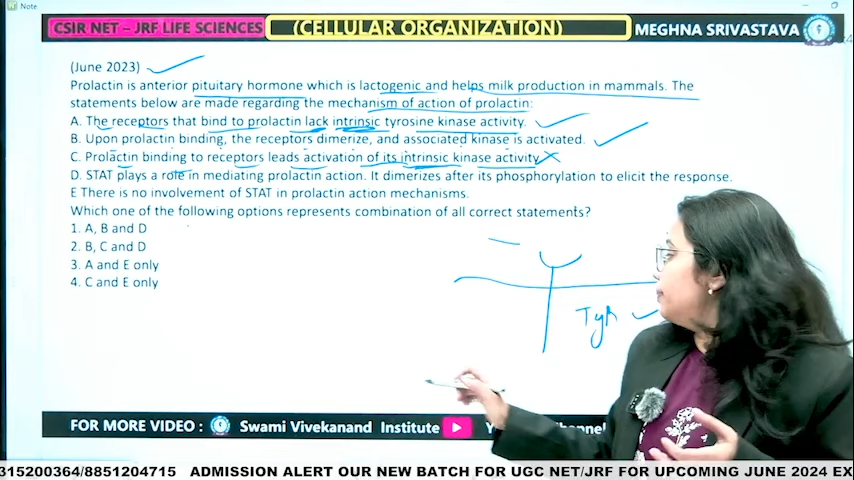 Note
CSIR NET – JRF LIFE SCIENCES (CELLULAR ORGANIZATION) MEGHNA SRIVASTAVA
(June 2023)
Prolactin is anterior pituitary hormone which is lactogenic and helps milk production in mammals. The
statements below are made regarding the mechanism of action of prolactin:
A. The receptors that bind to prolactin lack intrinsic tyrosine kinase activity.
B. Upon prolactin binding, the receptors dimerize, and associated kinase is activated.
C. Prolactin binding to receptors leads activation of its intrinsic kinase activity
D. STAT plays a role in mediating prolactin action. It dimerizes after its phosphorylation to elicit the response.
E There is no involvement of STAT in prolactin action mechanisms.
Which one of the following options represents combination of all correct statements?
1. A, B and D
2. B, C and D
3. A and E only
4. C and E only
FOR MORE VIDEO : Swami Vivekanand Institute
315200364/8851204715 ADMISSION ALERT OUR NEW BATCH FOR UGC NET/JRF FOR UPCOMING JUNE 2024 EX